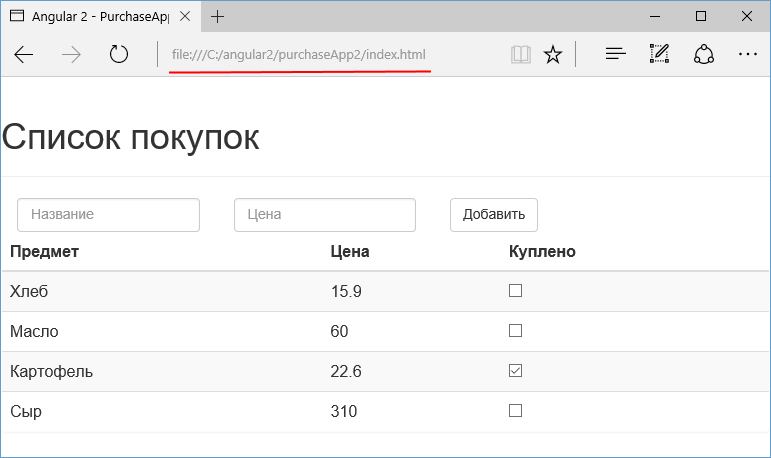 Angular 2 - PurchaseApp
file:///C:/angular2/purchaseApp2/index.html
Список покупок
Название Цена Добавить
Предмет Цена Куплено
Хлеб 15.9
Масло 60
Картофель 22.6
Сыр 310